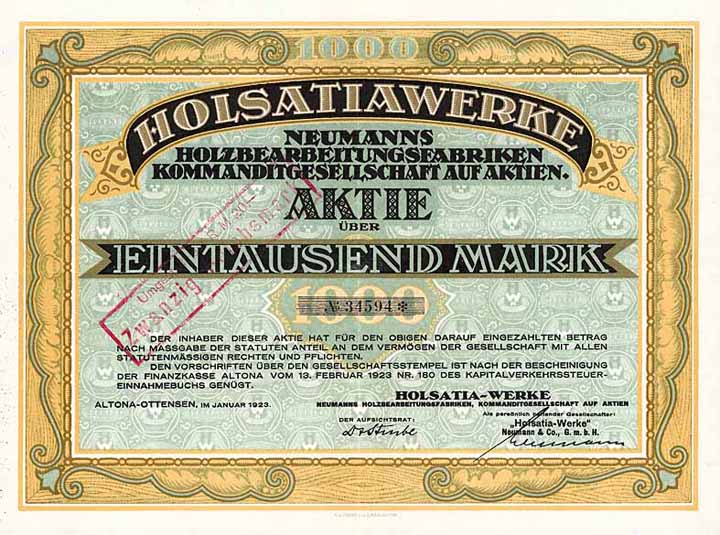 1000
HOLSATIAWERKE
NEUMANNS
HOLZBEARBEITUNGSFABRIKEN
KOMMANDITGESELLSCHAFT AUF AKTIEN.
AKTIE
ÜBER
EINTAUSEND MARK
Zwanzig
1000
No 34594 *
DER INHABER DIESER AKTIE HAT FÜR DEN OBIGEN DARAUF EINGEZAHLTEN BETRAG
NACH MASSGABE DER STATUTEN ANTEIL AN DEM VERMÖGEN DER GESELLSCHAFT MIT ALLEN
STATUTENMÄSSIGEN RECHTEN UND PFLICHTEN.
DEN VORSCHRIFTEN ÜBER DEN GESELLSCHAFTSSTEMPEL IST NACH DER BESCHEINIGUNG
DER FINANZKASSE ALTONA VOM 13. FEBRUAR 1923 NR. 180 DES KAPITALVERKEHRSSTEUER-
EINNAHMEBUCHS GENÜGT.
ALTONA-OTTENSEN, IM JANUAR 1923.
HOLSATIA-WERKE
NEUMANNS HOLZBEARBEITUNGSFABRIKEN, KOMMANDITGESELLSCHAFT AUF AKTIEN
DER AUFSICHTSRAT:
Als persönlich haftender Gesellschafter:
„Holsatia-Werke"
Neumann & Co., G. m. b. H.
Neumann